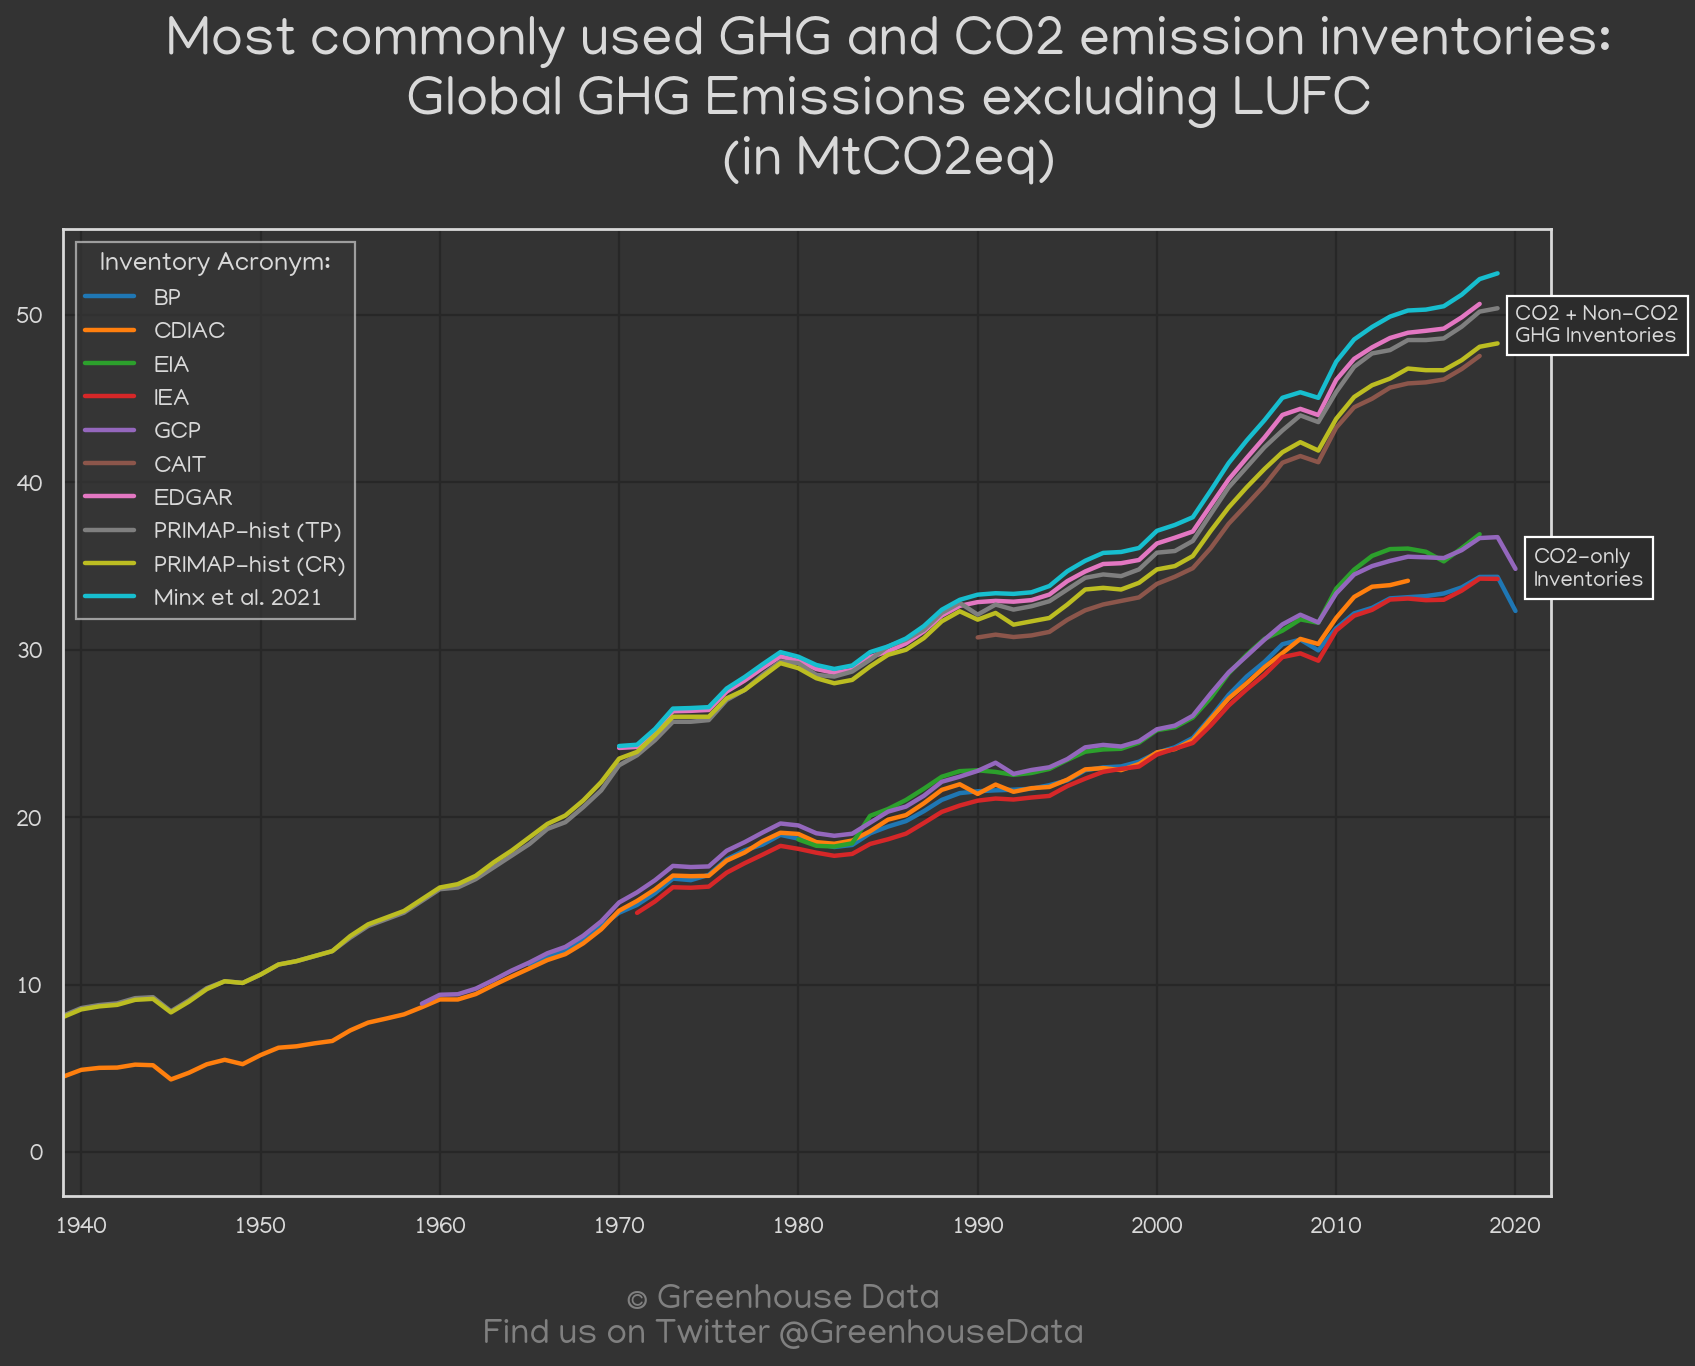 Most commonly used GHG and CO2 emission inventories:
Global GHG Emissions excluding LUFC
(in MtCO2eq)
Inventory Acronym:
BP
CDIAC
EIA
IEA
GCP
CAIT
EDGAR
PRIMAP-hist (TP)
PRIMAP-hist (CR)
Minx et al. 2021
50
40
30
20
10
0
CO2 + Non-CO2
GHG Inventories
CO2-only
Inventories
1940 1950 1960 1970 1980 1990 2000 2010 2020
© Greenhouse Data
Find us on Twitter @GreenhouseData